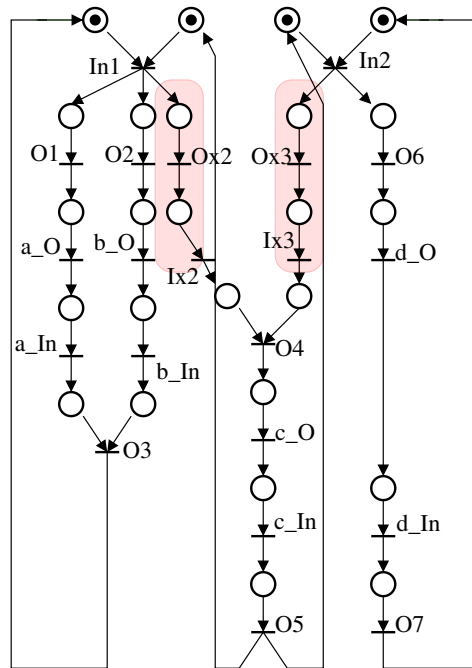 In1 In2
O1 O2 Ox2 Ox3 O6
a_O b_O Ix2 Ix3 d_O
a_In b_In O4
O3 c_O
c_In d_In
O5 O7